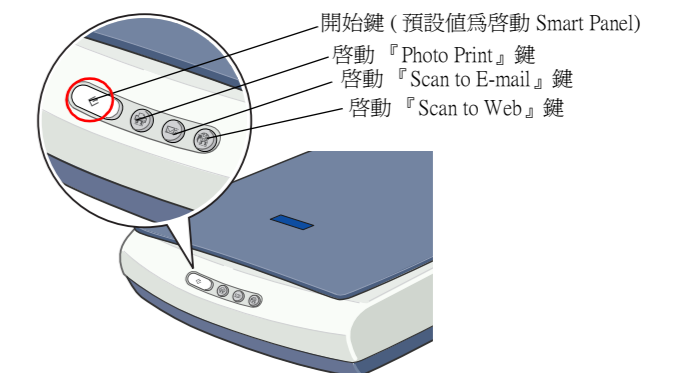 開始鍵 ( 預設值爲啓動 Smart Panel)
啓動 『Photo Print』鍵
啓動 『Scan to E-mail』鍵
啓動 『Scan to Web』鍵